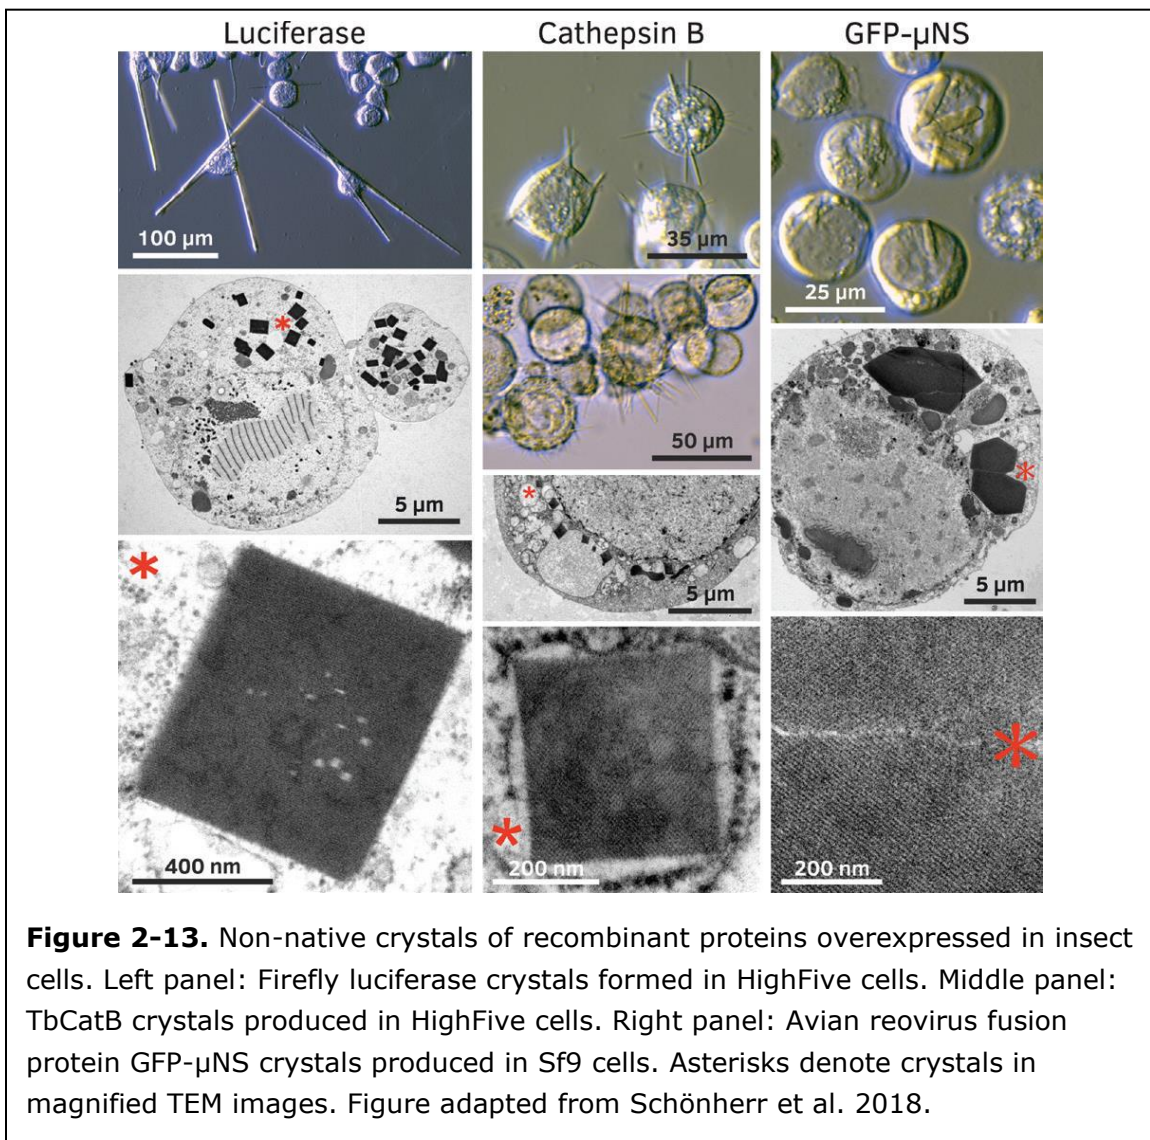 Luciferase
Cathepsin B
GFP-µNS
100 µm
35 µm
25 µm
5 µm
50 µm
5 µm
5 µm
400 nm
200 nm
200 nm
Figure 2-13. Non-native crystals of recombinant proteins overexpressed in insect
cells. Left panel: Firefly luciferase crystals formed in HighFive cells. Middle panel:
TbCatB crystals produced in HighFive cells. Right panel: Avian reovirus fusion
protein GFP-µNS crystals produced in Sf9 cells. Asterisks denote crystals in
magnified TEM images. Figure adapted from Schönherr et al. 2018.